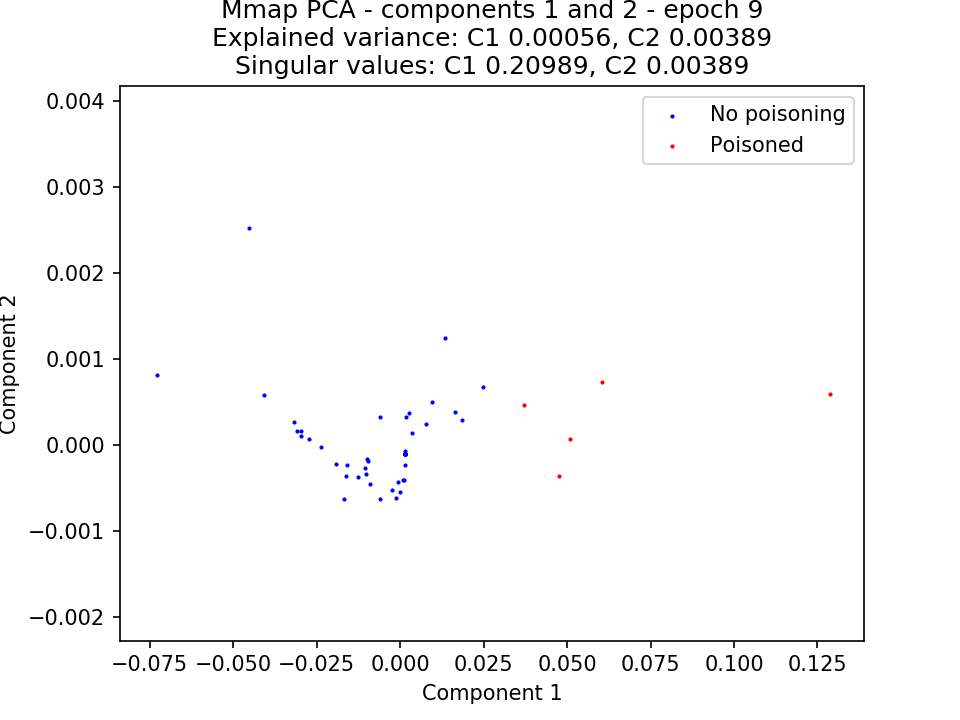 Mmap PCA - components 1 and 2 - epoch 9
Explained variance: C1 0.00056, C2 0.00389
Singular values: C1 0.20989, C2 0.00389
No poisoning
Poisoned
0.004
0.003
0.002
0.001
0.000
−0.001
−0.002
Component 2
−0.075 −0.050 −0.025 0.000 0.025 0.050 0.075 0.100 0.125
Component 1